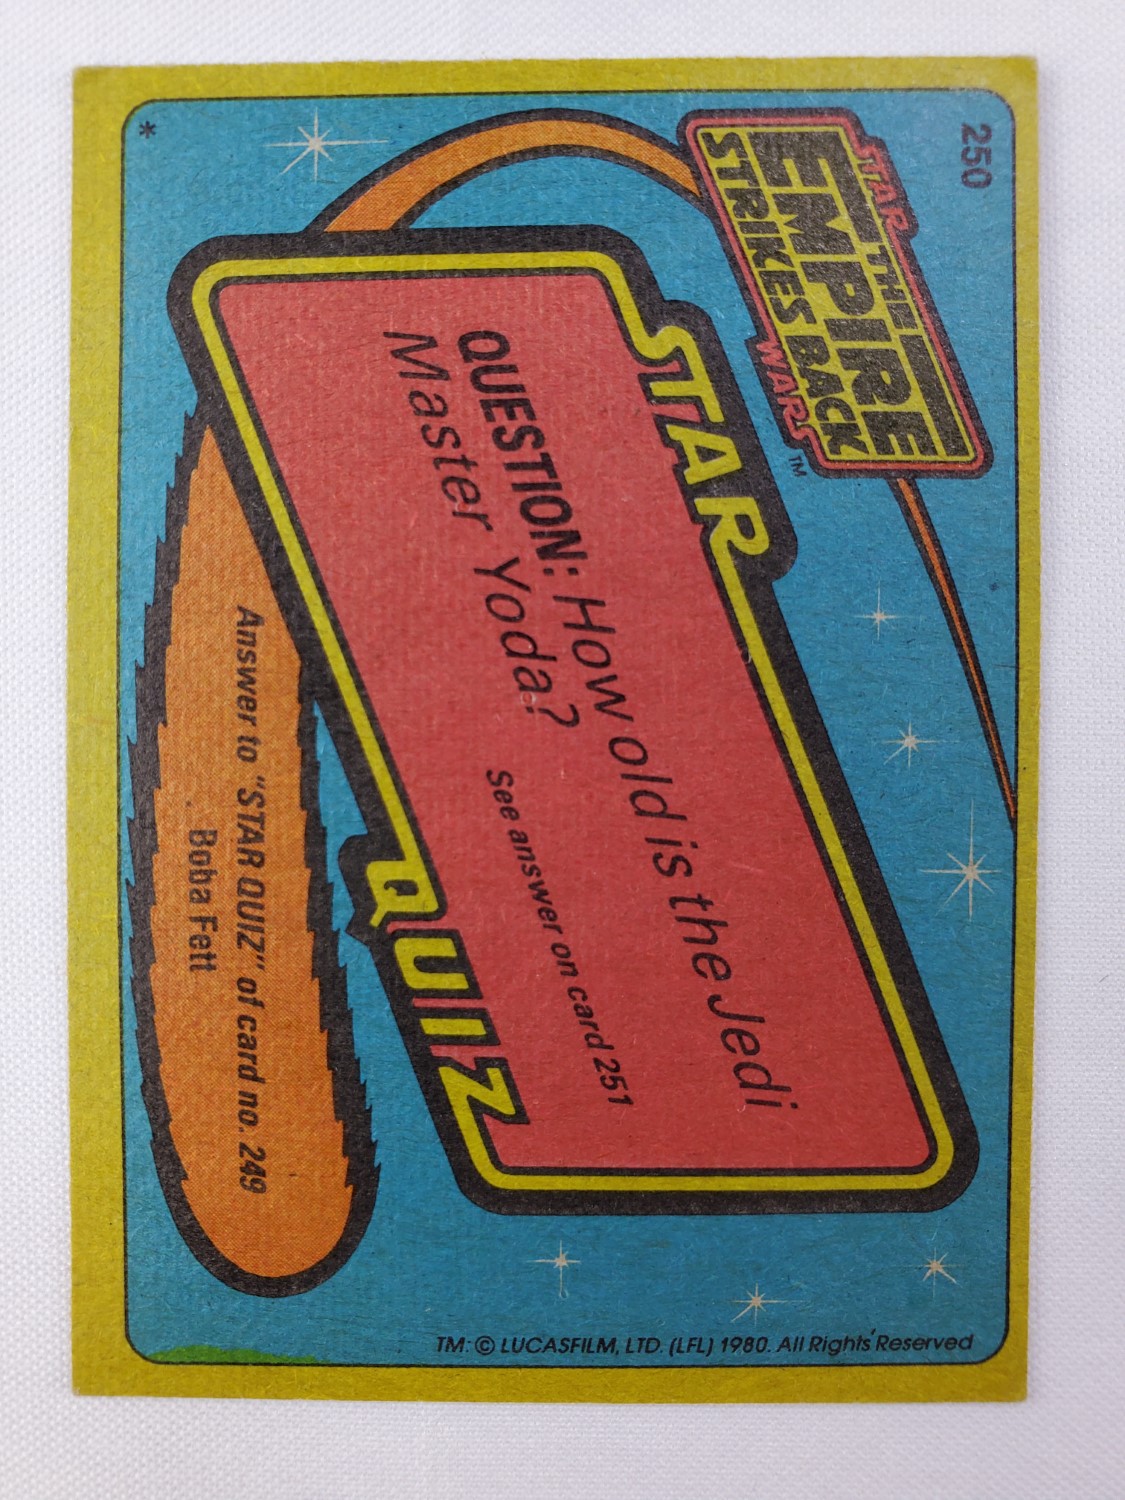 250
STAR
THE
EMPIRE
STRIKES BACK
WARS™
STAR
QUESTION: How old is the Jedi
Master Yoda?
See answer on card 251
QUIZ
Answer to "STAR QUIZ" of card no. 249
Boba Fett
*
TM: © LUCASFILM, LTD. (LFL) 1980. All Rights Reserved